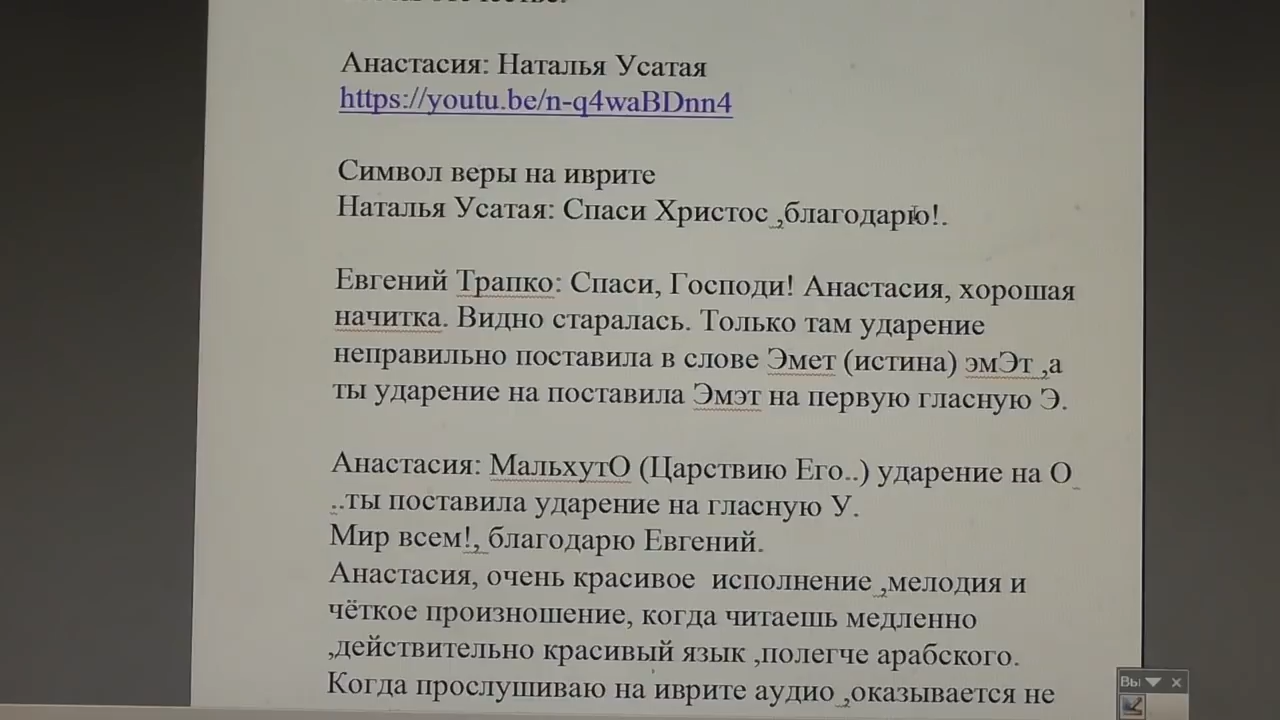 Анастасия: Наталья Усатая
https://youtu.be/n-q4waBDnn4
Символ веры на иврите
Наталья Усатая: Спаси Христос ,благодарю!.
Евгений Трапко: Спаси, Господи! Анастасия, хорошая
начитка. Видно старалась. Только там ударение
неправильно поставила в слове Эмет (истина) эмЭт ,а
ты ударение на поставила Эмэт на первую гласную Э.
Анастасия: МальхутО (Царствию Его..) ударение на О
..ты поставила ударение на гласную У.
Мир всем!, благодарю Евгений.
Анастасия, очень красивое  исполнение ,мелодия и
чёткое произношение, когда читаешь медленно
,действительно красивый язык ,полегче арабского.
Когда прослушиваю на иврите аудио ,оказывается не
Вы